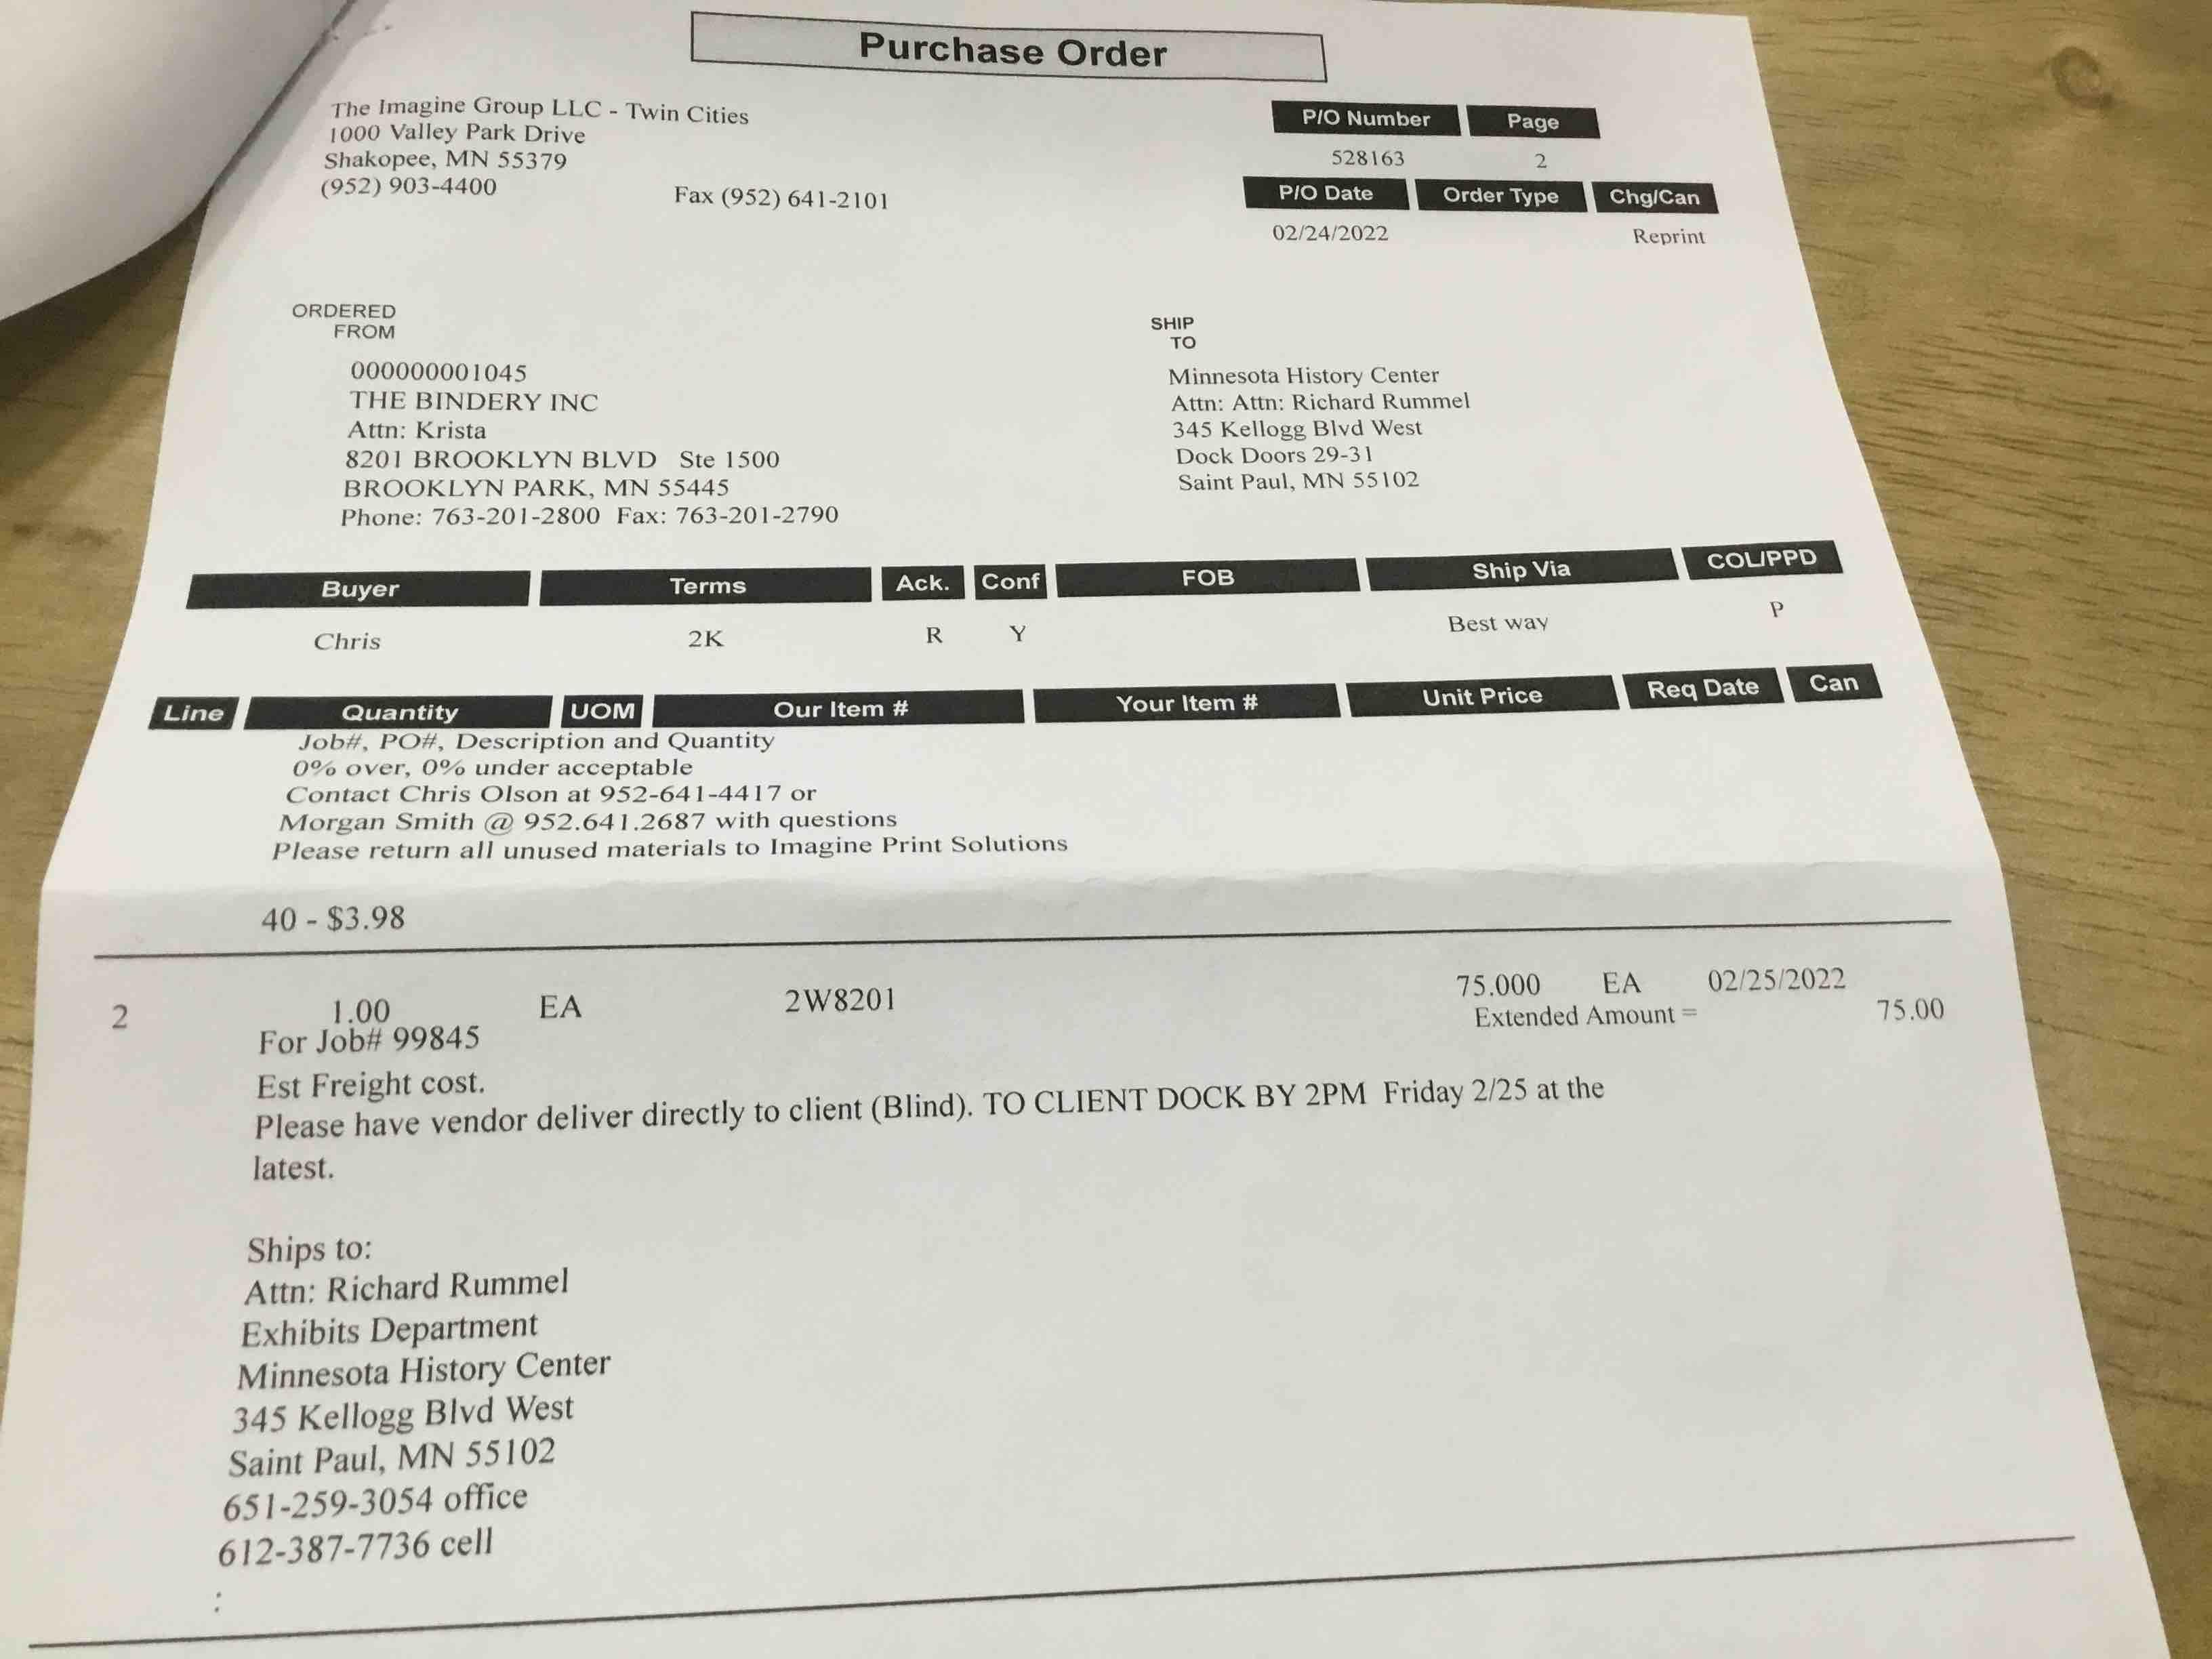 Purchase Order
The Imagine Group LLC - Twin Cities
1000 Valley Park Drive
Shakopee, MN 55379
(952) 903-4400 Fax (952) 641-2101
P/O Number Page
528163 2
P/O Date Order Type Chg/Can
02/24/2022 Reprint
ORDERED
FROM
000000001045
THE BINDERY INC
Attn: Krista
8201 BROOKLYN BLVD Ste 1500
BROOKLYN PARK, MN 55445
Phone: 763-201-2800 Fax: 763-201-2790
SHIP
TO
Minnesota History Center
Attn: Attn: Richard Rummel
345 Kellogg Blvd West
Dock Doors 29-31
Saint Paul, MN 55102
Buyer Terms Ack. Conf FOB Ship Via COL/PPD
Chris 2K R Y Best way P
Line Quantity UOM Our Item # Your Item # Unit Price Req Date Can
Job#, PO#, Description and Quantity
0% over, 0% under acceptable
Contact Chris Olson at 952-641-4417 or
Morgan Smith @ 952.641.2687 with questions
Please return all unused materials to Imagine Print Solutions
40 - $3.98
2 1.00 EA 2W8201 75.000 EA 02/25/2022
Extended Amount = 75.00
For Job# 99845
Est Freight cost.
Please have vendor deliver directly to client (Blind). TO CLIENT DOCK BY 2PM Friday 2/25 at the
latest.
Ships to:
Attn: Richard Rummel
Exhibits Department
Minnesota History Center
345 Kellogg Blvd West
Saint Paul, MN 55102
651-259-3054 office
612-387-7736 cell
: